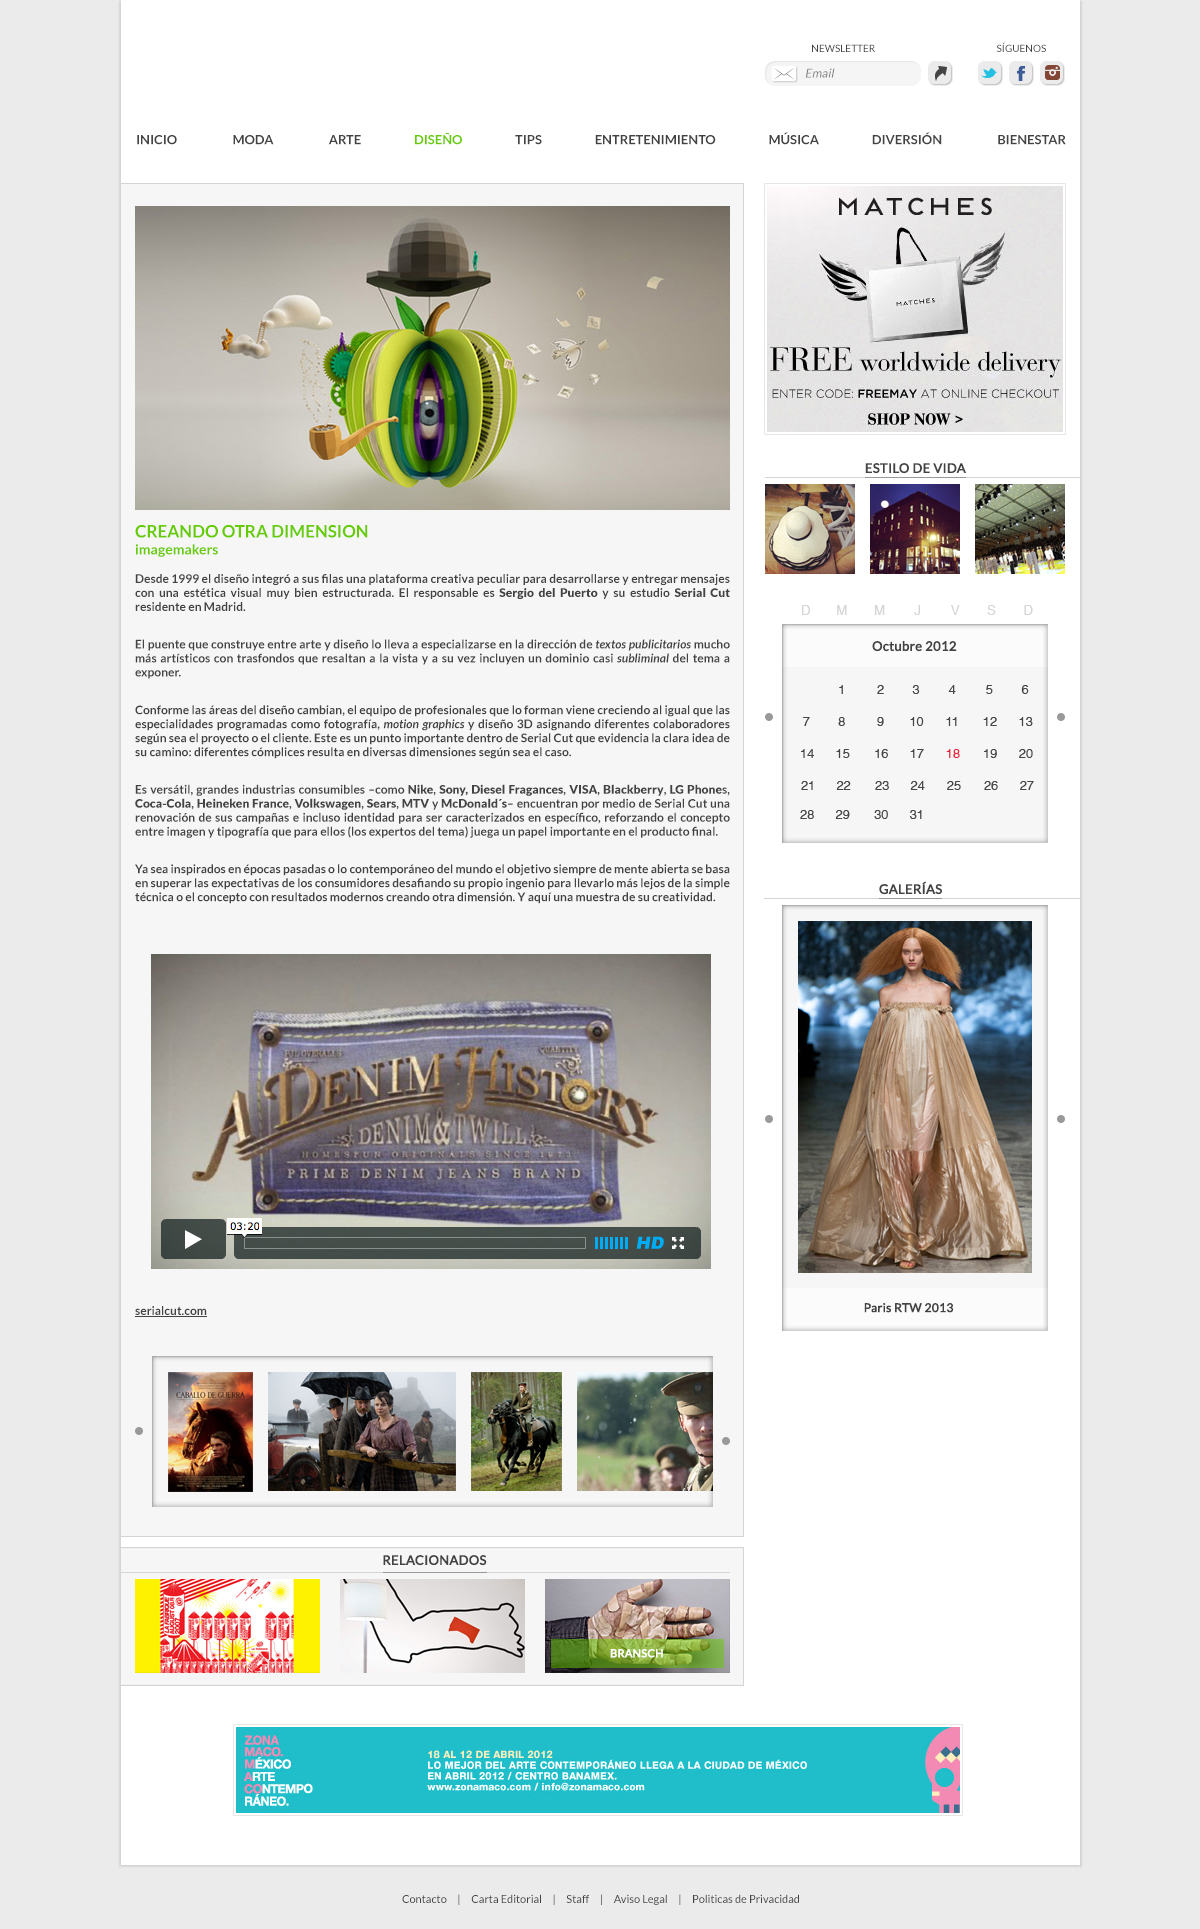 NEWSLETTER
SÍGUENOS
Email
INICIO MODA ARTE DISEÑO TIPS ENTRETENIMIENTO MÚSICA DIVERSIÓN BIENESTAR
CREANDO OTRA DIMENSION
imagemakers
Desde 1999 el diseño integró a sus filas una plataforma creativa peculiar para desarrollarse y entregar mensajes
con una estética visual muy bien estructurada. El responsable es Sergio del Puerto y su estudio Serial Cut
residente en Madrid.
El puente que construye entre arte y diseño lo lleva a especializarse en la dirección de textos publicitarios mucho
más artísticos con trasfondos que resaltan a la vista y a su vez incluyen un dominio casi subliminal del tema a
exponer.
Conforme las áreas del diseño cambian, el equipo de profesionales que lo forman viene creciendo al igual que las
especialidades programadas como fotografía, motion graphics y diseño 3D asignando diferentes colaboradores
según sea el proyecto o el cliente. Este es un punto importante dentro de Serial Cut que evidencia la clara idea de
su camino: diferentes cómplices resulta en diversas dimensiones según sea el caso.
Es versátil, grandes industrias consumibles –como Nike, Sony, Diesel Fragances, VISA, Blackberry, LG Phones,
Coca-Cola, Heineken France, Volkswagen, Sears, MTV y McDonald´s– encuentran por medio de Serial Cut una
renovación de sus campañas e incluso identidad para ser caracterizados en específico, reforzando el concepto
entre imagen y tipografía que para ellos (los expertos del tema) juega un papel importante en el producto final.
Ya sea inspirados en épocas pasadas o lo contemporáneo del mundo el objetivo siempre de mente abierta se basa
en superar las expectativas de los consumidores desafiando su propio ingenio para llevarlo más lejos de la simple
técnica o el concepto con resultados modernos creando otra dimensión. Y aquí una muestra de su creatividad.
A DENIM HISTORY
DENIM&TWILL
HOMESPUN ORIGINALS SINCE 1872
PRIME DENIM JEANS BRAND
03:20
HD
serialcut.com
CABALLO DE GUERRA
RELACIONADOS
BRANSCH
MATCHES
MATCHES
FREE worldwide delivery
ENTER CODE: FREEMAY AT ONLINE CHECKOUT
SHOP NOW >
ESTILO DE VIDA
D M M J V S D
Octubre 2012
1 2 3 4 5 6
7 8 9 10 11 12 13
14 15 16 17 18 19 20
21 22 23 24 25 26 27
28 29 30 31
GALERÍAS
Paris RTW 2013
ZONA
MACO.
MÉXICO
ARTE
CONTEMPO
RÁNEO.
18 AL 12 DE ABRIL 2012
LO MEJOR DEL ARTE CONTEMPORÁNEO LLEGA A LA CIUDAD DE MÉXICO
EN ABRIL 2012 / CENTRO BANAMEX.
www.zonamaco.com / info@zonamaco.com
Contacto | Carta Editorial | Staff | Aviso Legal | Politicas de Privacidad